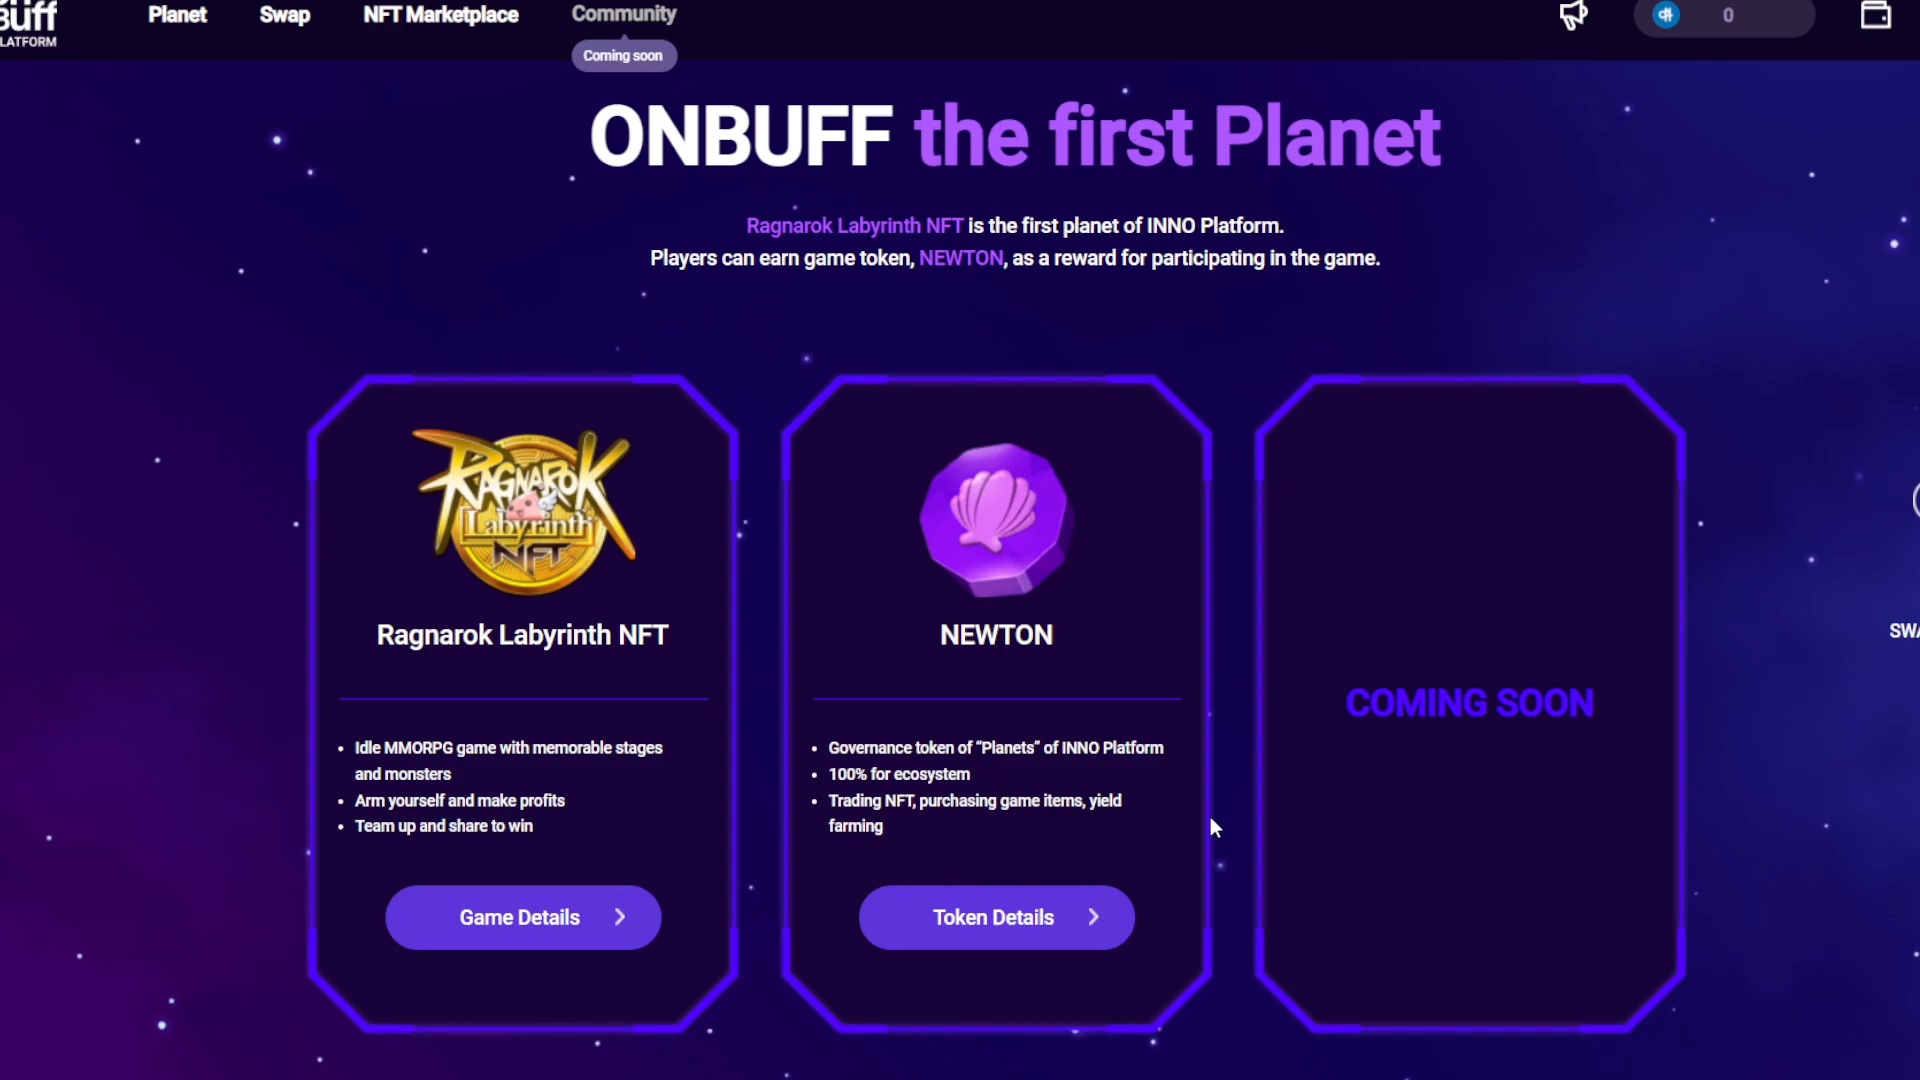 Buff
LATFORM
Planet
Swap
NFT Marketplace
Community
Coming soon
0
ONBUFF the first Planet
Ragnarok Labyrinth NFT is the first planet of INNO Platform.
Players can earn game token, NEWTON, as a reward for participating in the game.
RAGNAROK
Labyrinth
NFT
Ragnarok Labyrinth NFT
• Idle MMORPG game with memorable stages
and monsters
• Arm yourself and make profits
• Team up and share to win
Game Details
NEWTON
• Governance token of “Planets” of INNO Platform
• 100% for ecosystem
• Trading NFT, purchasing game items, yield
farming
Token Details
COMING SOON